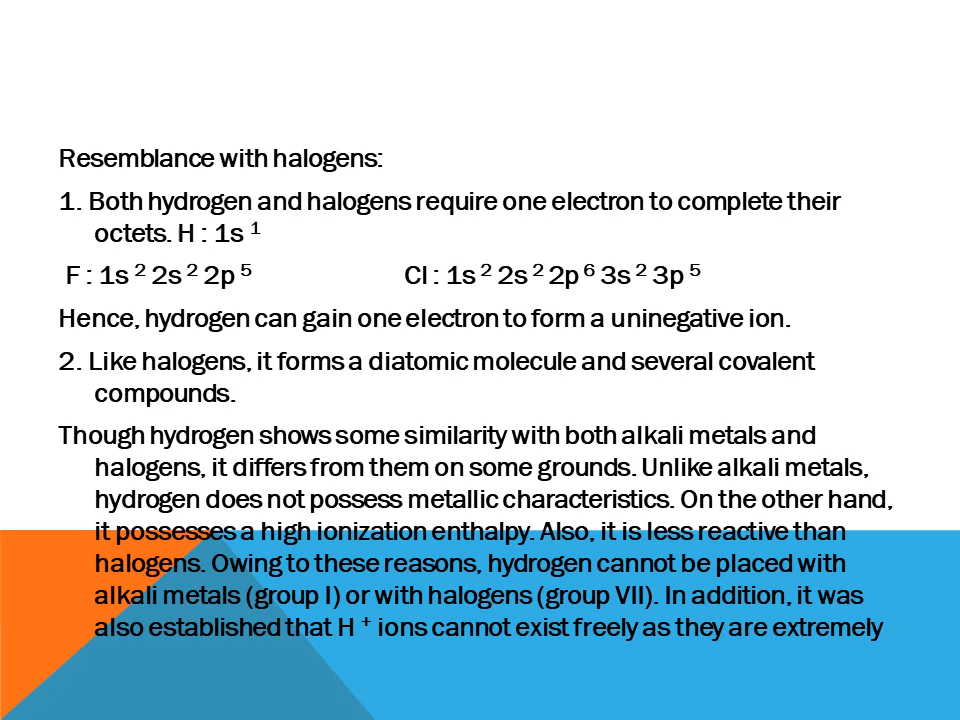 Resemblance with halogens:
1. Both hydrogen and halogens require one electron to complete their
octets. H : 1s ¹
F : 1s ² 2s ² 2p ⁵ Cl : 1s ² 2s ² 2p ⁶ 3s ² 3p ⁵
Hence, hydrogen can gain one electron to form a uninegative ion.
2. Like halogens, it forms a diatomic molecule and several covalent
compounds.
Though hydrogen shows some similarity with both alkali metals and
halogens, it differs from them on some grounds. Unlike alkali metals,
hydrogen does not possess metallic characteristics. On the other hand,
it possesses a high ionization enthalpy. Also, it is less reactive than
halogens. Owing to these reasons, hydrogen cannot be placed with
alkali metals (group I) or with halogens (group VII). In addition, it was
also established that H ⁺ ions cannot exist freely as they are extremely